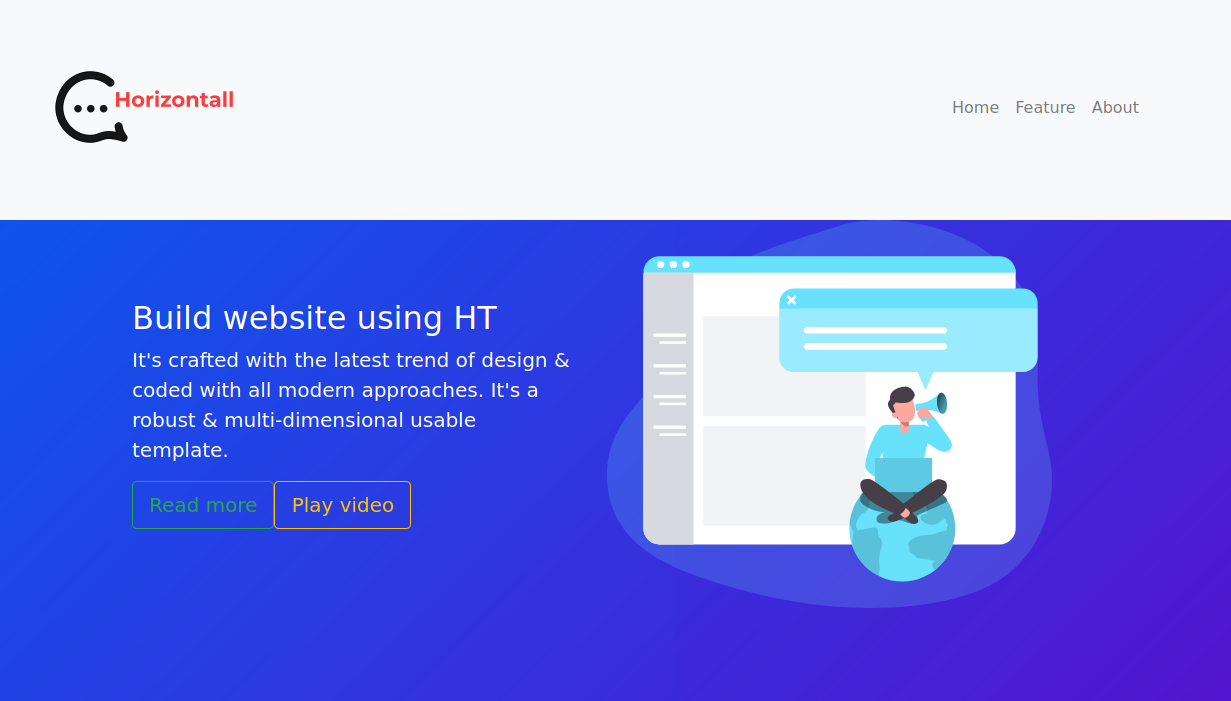 Horizontall
Home Feature About
Build website using HT
It's crafted with the latest trend of design &
coded with all modern approaches. It's a
robust & multi-dimensional usable
template.
Read more Play video